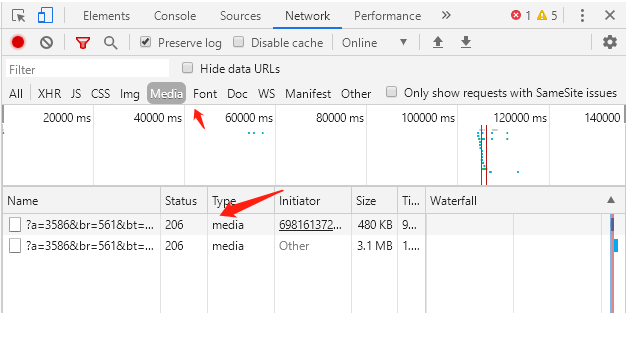 Elements Console Sources Network Performance » 1 5
Preserve log Disable cache Online ▼
Filter Hide data URLs
All XHR JS CSS Img Media Font Doc WS Manifest Other Only show requests with SameSite issues
20000 ms 40000 ms 60000 ms 80000 ms 100000 ms 120000 ms 140000
Name Status Type Initiator Size Ti... Waterfall ▲
?a=3586&br=561&bt=... 206 media 698161372... 480 KB 9...
?a=3586&br=561&bt=... 206 media Other 3.1 MB 1....